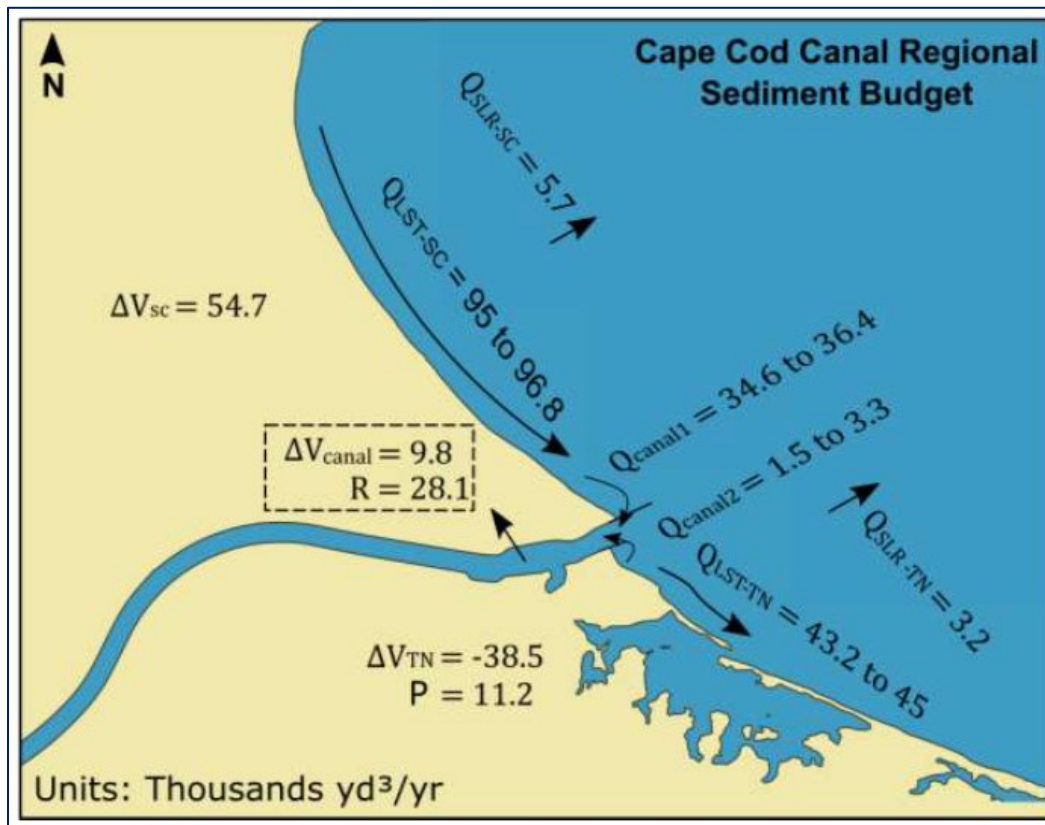 N
Cape Cod Canal Regional
Sediment Budget
QSLR-SC = 5.7
QLST-SC = 95 to 96.8
ΔVSC = 54.7
Qcanal1 = 34.6 to 36.4
ΔVcanal = 9.8
R = 28.1
Qcanal2 = 1.5 to 3.3
QSLR-TN = 3.2
QLST-TN = 43.2 to 45
ΔVTN = -38.5
P = 11.2
Units: Thousands yd³/yr